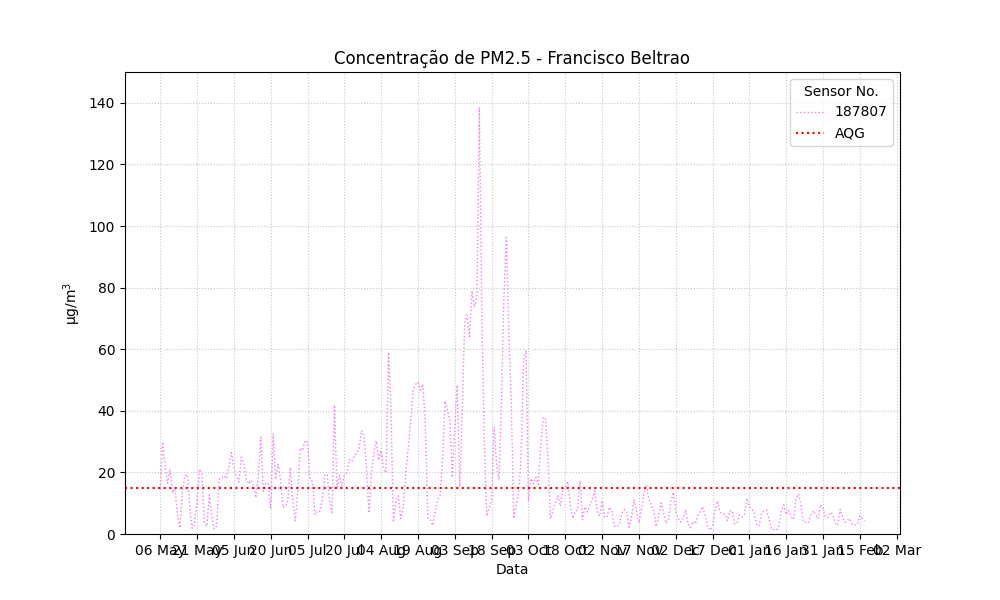 Concentração de PM2.5 - Francisco Beltrao
Sensor No.
187807
AQG
140
120
100
80
60
40
20
0
µg/m³
06 May 21 May 05 Jun 20 Jun 05 Jul 20 Jul 04 Aug 19 Aug 03 Sep 18 Sep 03 Oct 18 Oct 02 Nov 17 Nov 02 Dec 17 Dec 01 Jan 16 Jan 31 Jan 15 Feb 02 Mar
Data